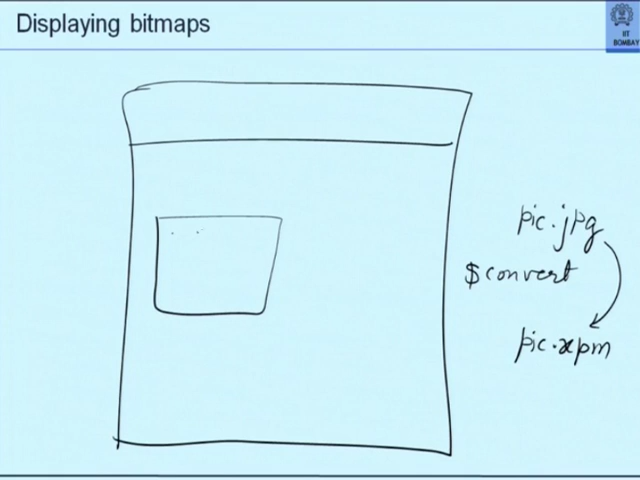 Displaying bitmaps
IIT
BOMBAY
pic.jpg
$convert
pic.xpm